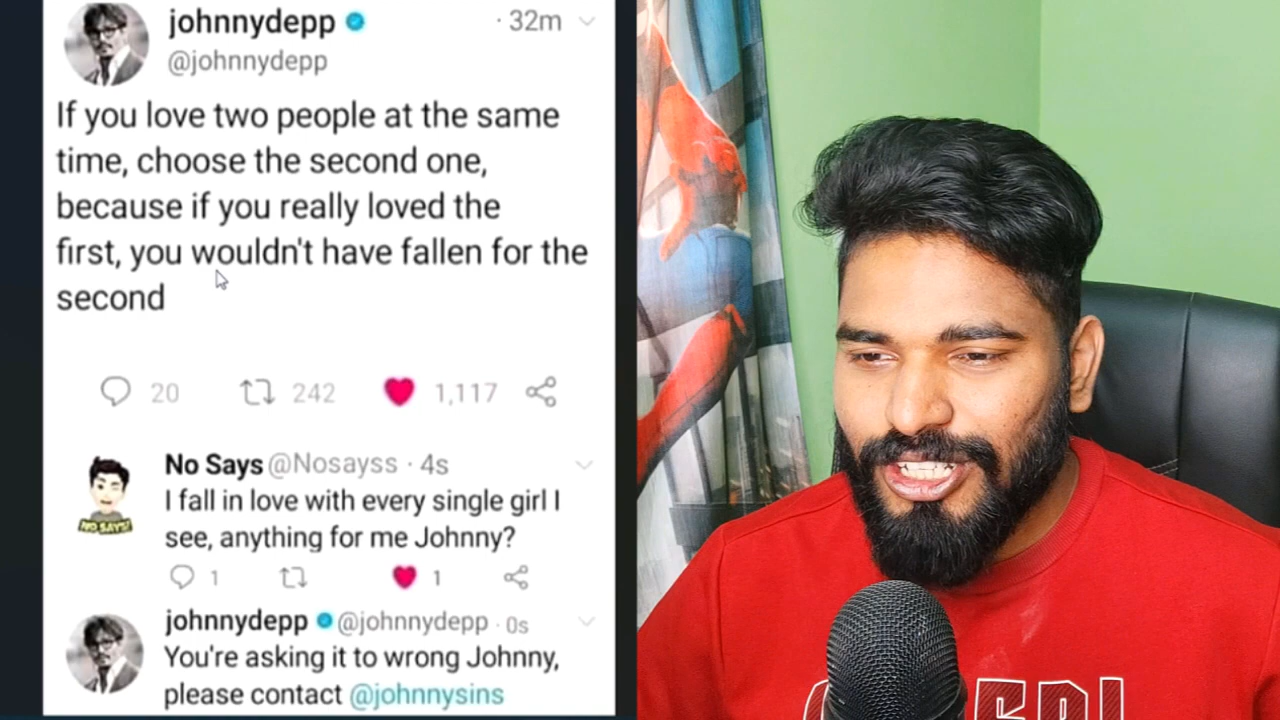 johnnydepp
· 32m
@johnnydepp
If you love two people at the same
time, choose the second one,
because if you really loved the
first, you wouldn't have fallen for the
second
20
242
1,117
No Says @Nosayss · 4s
I fall in love with every single girl I
see, anything for me Johnny?
1
1
NO SAYS!
johnnydepp @johnnydepp · 0s
You're asking it to wrong Johnny,
please contact @johnnysins